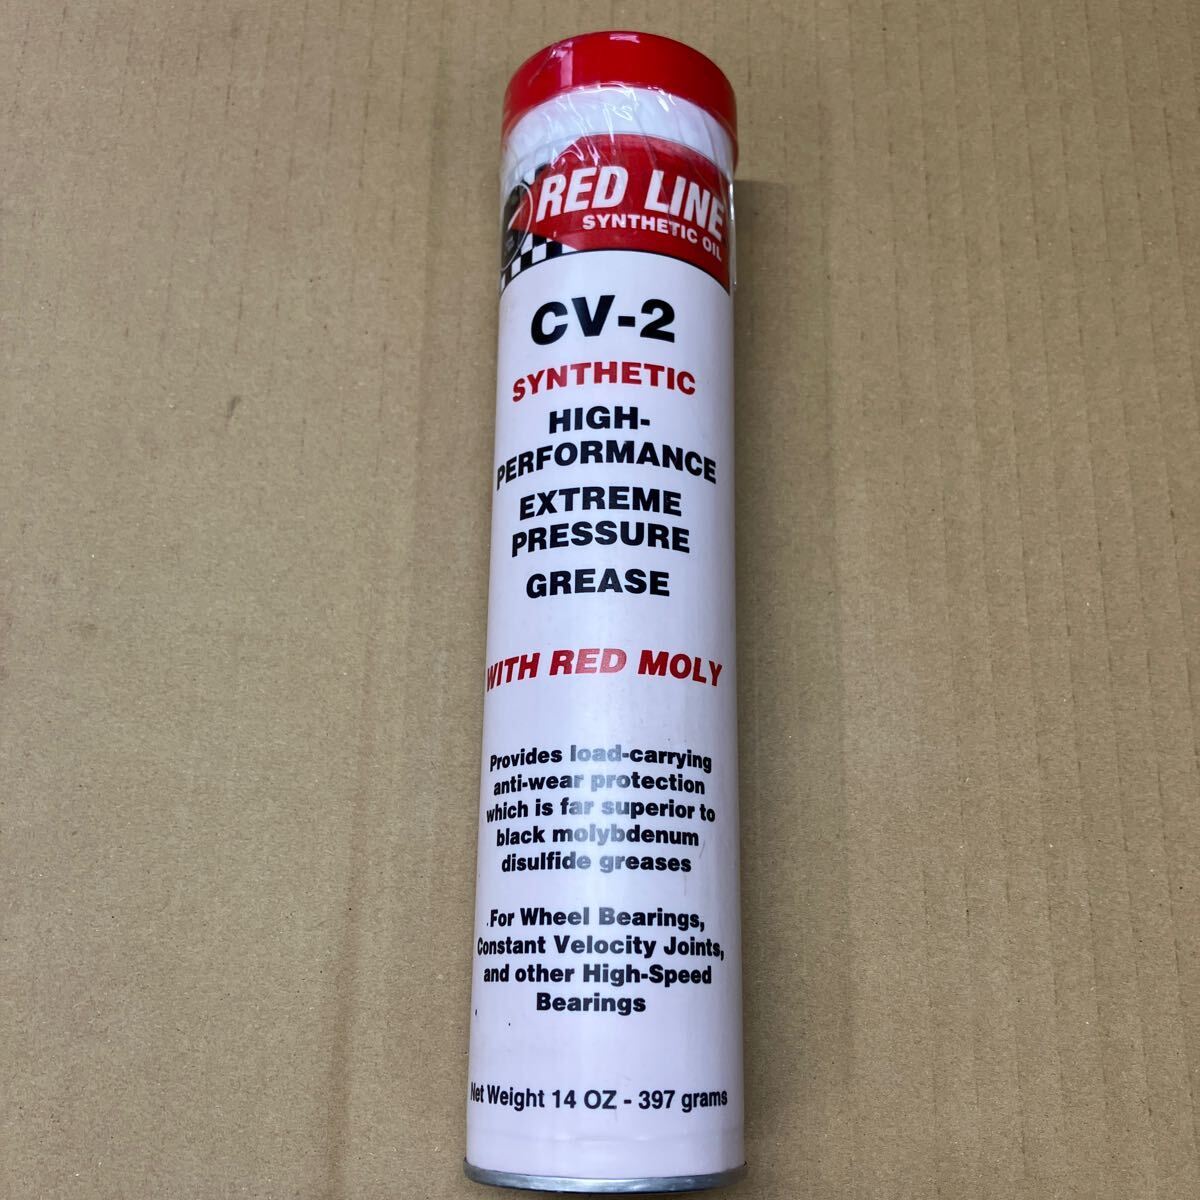 RED LINE
SYNTHETIC OIL
CV-2
SYNTHETIC
HIGH-
PERFORMANCE
EXTREME
PRESSURE
GREASE
WITH RED MOLY
Provides load-carrying
anti-wear protection
which is far superior to
black molybdenum
disulfide greases
For Wheel Bearings,
Constant Velocity Joints,
and other High-Speed
Bearings
Net Weight 14 OZ - 397 grams